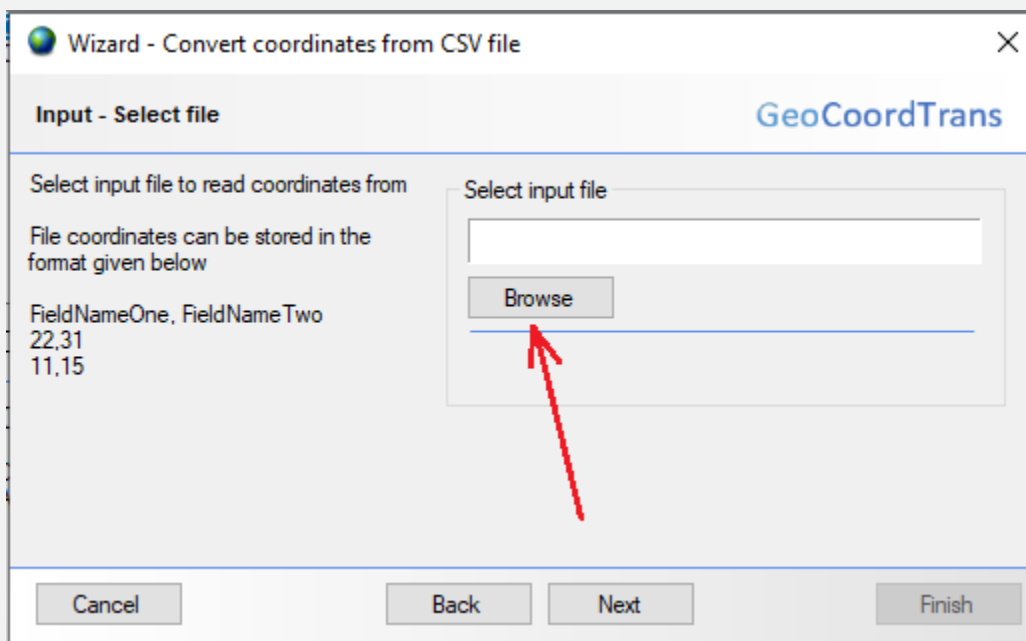 Wizard - Convert coordinates from CSV file
Input - Select file
GeoCoordTrans
Select input file to read coordinates from
File coordinates can be stored in the
format given below
FieldNameOne, FieldNameTwo
22,31
11,15
Select input file
Browse
Cancel
Back
Next
Finish